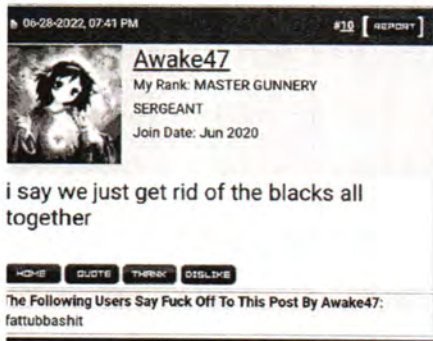 06-28-2022, 07:41 PM #10 [REPORT]
Awake47
My Rank: MASTER GUNNERY
SERGEANT
Join Date: Jun 2020
i say we just get rid of the blacks all
together
HOME QUOTE THANK DISLIKE
The Following Users Say Fuck Off To This Post By Awake47:
fattubbashit